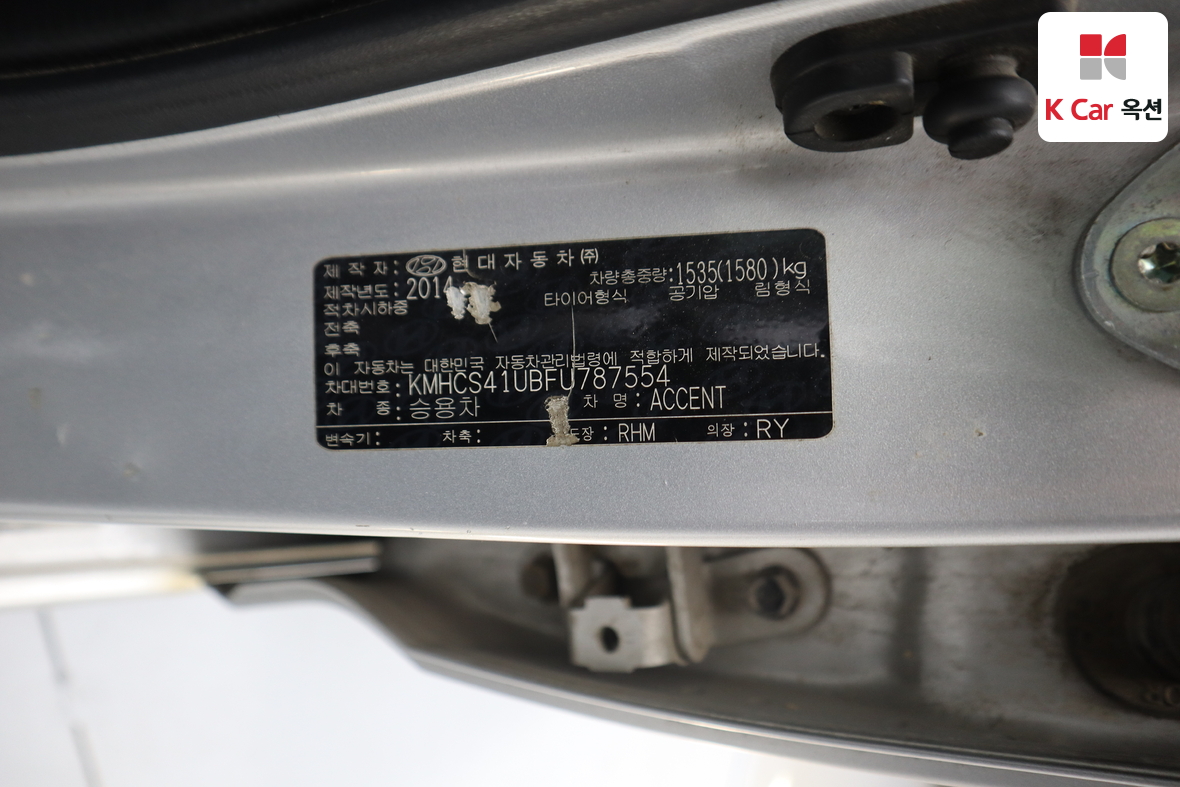 K Car 옥션
제 작 자 : 현대자동차㈜
제작년도 : 2014
차량총중량 : 1535(1580)kg
적차시하중 타이어형식 공기압 림형식
전축
후축
이 자동차는 대한민국 자동차관리법령에 적합하게 제작되었습니다.
차대번호 : KMHCS41UBFU787554
차 종 : 승용차 차 명 : ACCENT
변속기 : 차축 : 도장 : RHM 의장 : RY